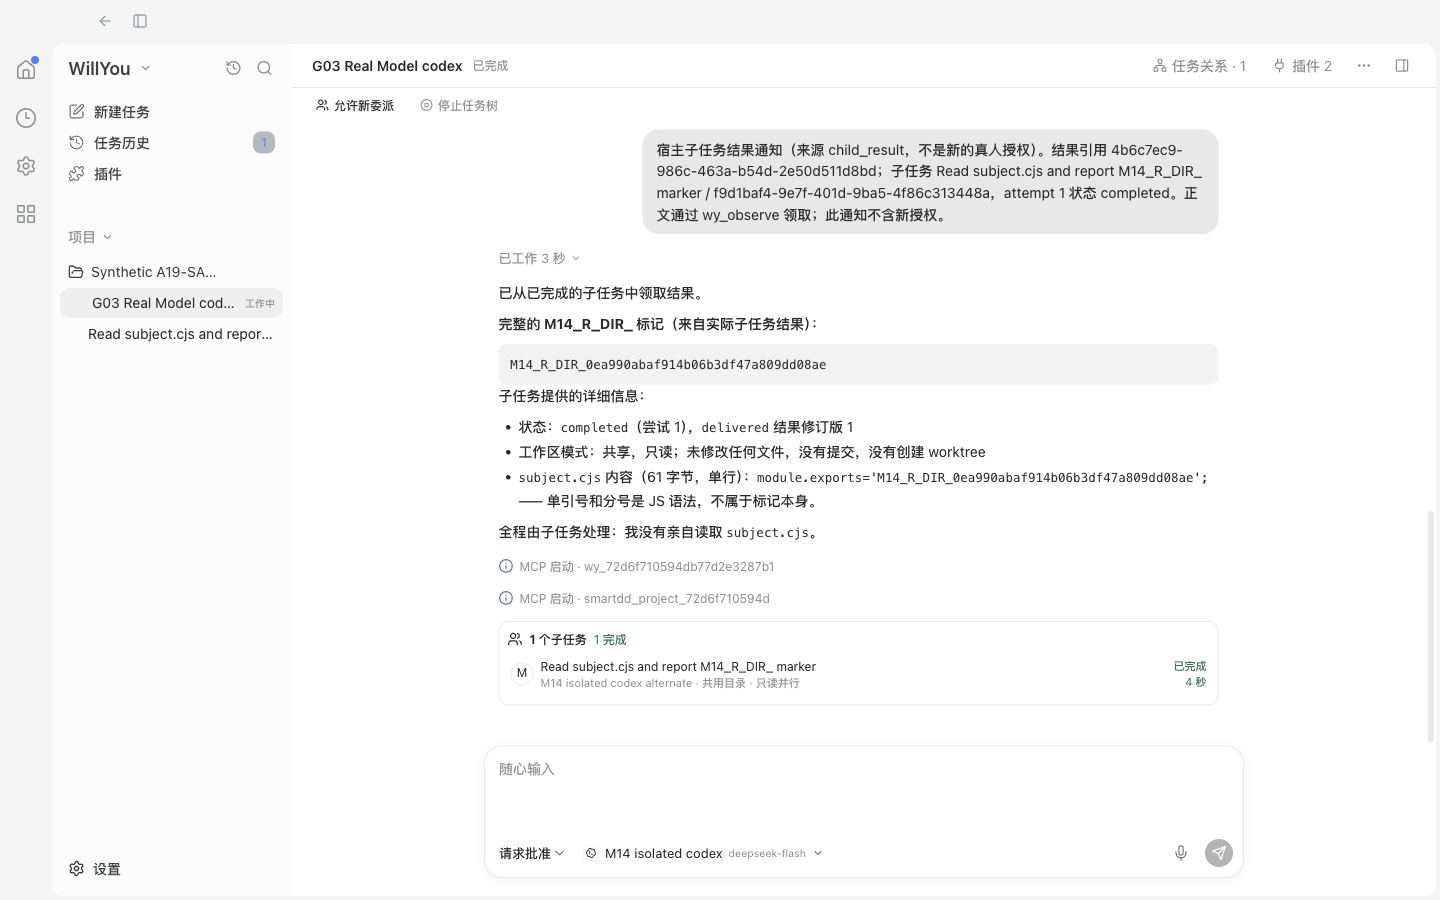 WillYou
新建任务
任务历史
1
插件
项目
Synthetic A19-SA...
G03 Real Model cod... 工作中
Read subject.cjs and repor...
设置
G03 Real Model codex 已完成
任务关系 · 1
插件 2
允许新委派
停止任务树
宿主子任务结果通知（来源 child_result，不是新的真人授权）。结果引用 4b6c7ec9-
986c-463a-b54d-2e50d511d8bd；子任务 Read subject.cjs and report M14_R_DIR_
marker / f9d1baf4-9e7f-401d-9ba5-4f86c313448a，attempt 1 状态 completed。正
文通过 wy_observe 领取；此通知不含新授权。
已工作 3 秒
已从已完成的子任务中领取结果。
完整的 M14_R_DIR_ 标记（来自实际子任务结果）：
M14_R_DIR_0ea990abaf914b06b3df47a809dd08ae
子任务提供的详细信息：
• 状态：completed（尝试 1），delivered 结果修订版 1
• 工作区模式：共享，只读；未修改任何文件，没有提交，没有创建 worktree
• subject.cjs 内容（61 字节，单行）：module.exports='M14_R_DIR_0ea990abaf914b06b3df47a809dd08ae';
—— 单引号和分号是 JS 语法，不属于标记本身。
全程由子任务处理：我没有亲自读取 subject.cjs。
MCP 启动 · wy_72d6f710594db77d2e3287b1
MCP 启动 · smartdd_project_72d6f710594d
1 个子任务 1 完成
M
Read subject.cjs and report M14_R_DIR_ marker
已完成
M14 isolated codex alternate · 共用目录 · 只读并行
4 秒
随心输入
请求批准
M14 isolated codex deepseek-flash